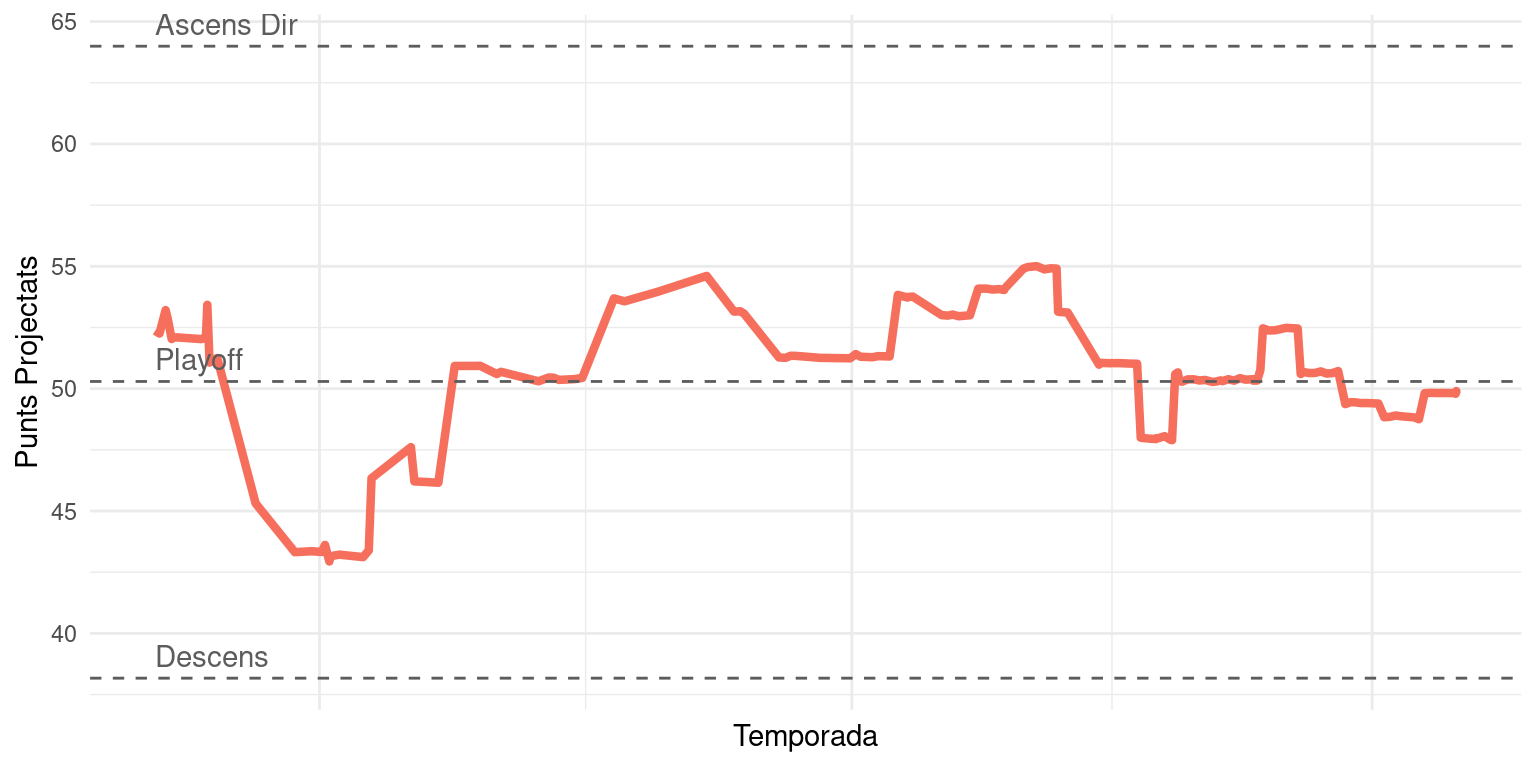 65
Ascens Dir
60
55
Playoff
50
45
40
Descens
Punts Projectats
Temporada